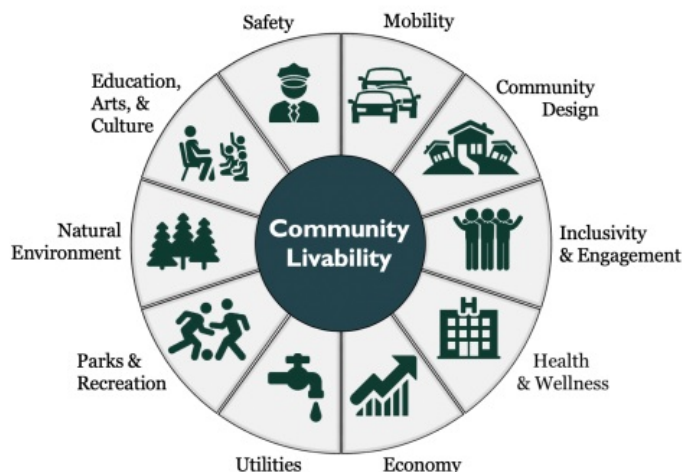 Safety
Mobility
Education,
Arts, &
Culture
Community
Design
Natural
Environment
Community
Livability
Inclusivity
& Engagement
Parks &
Recreation
H
Health
& Wellness
Utilities
Economy